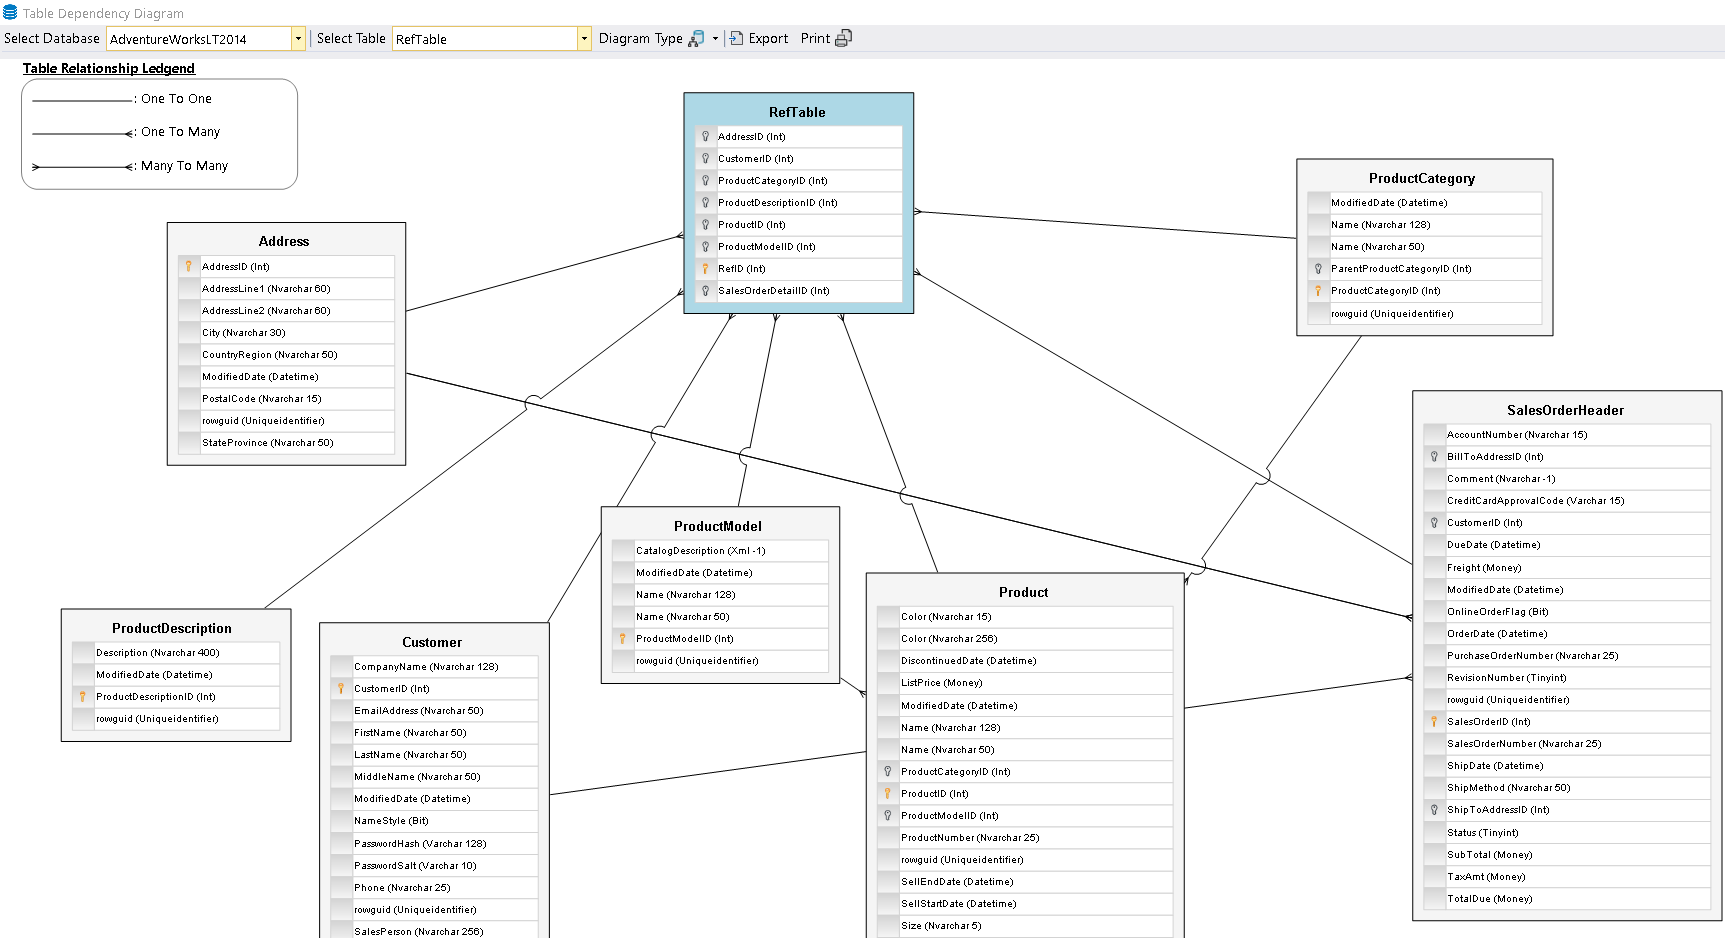 Table Dependency Diagram
Select Database AdventureWorksLT2014 Select Table RefTable Diagram Type Export Print
Table Relationship Ledgend
: One To One
: One To Many
: Many To Many
RefTable
AddressID (Int)
CustomerID (Int)
ProductCategoryID (Int)
ProductDescriptionID (Int)
ProductID (Int)
ProductModelID (Int)
RefID (Int)
SalesOrderDetailID (Int)
ProductCategory
ModifiedDate (Datetime)
Name (Nvarchar 128)
Name (Nvarchar 50)
ParentProductCategoryID (Int)
ProductCategoryID (Int)
rowguid (Uniqueidentifier)
Address
AddressID (Int)
AddressLine1 (Nvarchar 60)
AddressLine2 (Nvarchar 60)
City (Nvarchar 30)
CountryRegion (Nvarchar 50)
ModifiedDate (Datetime)
PostalCode (Nvarchar 15)
rowguid (Uniqueidentifier)
StateProvince (Nvarchar 50)
SalesOrderHeader
AccountNumber (Nvarchar 15)
BillToAddressID (Int)
Comment (Nvarchar -1)
CreditCardApprovalCode (Varchar 15)
CustomerID (Int)
DueDate (Datetime)
Freight (Money)
ModifiedDate (Datetime)
OnlineOrderFlag (Bit)
OrderDate (Datetime)
PurchaseOrderNumber (Nvarchar 25)
RevisionNumber (Tinyint)
rowguid (Uniqueidentifier)
SalesOrderID (Int)
SalesOrderNumber (Nvarchar 25)
ShipDate (Datetime)
ShipMethod (Nvarchar 50)
ShipToAddressID (Int)
Status (Tinyint)
SubTotal (Money)
TaxAmt (Money)
TotalDue (Money)
ProductModel
CatalogDescription (Xml -1)
ModifiedDate (Datetime)
Name (Nvarchar 128)
Name (Nvarchar 50)
ProductModelID (Int)
rowguid (Uniqueidentifier)
Product
Color (Nvarchar 15)
Color (Nvarchar 256)
DiscontinuedDate (Datetime)
ListPrice (Money)
ModifiedDate (Datetime)
Name (Nvarchar 128)
Name (Nvarchar 50)
ProductCategoryID (Int)
ProductID (Int)
ProductModelID (Int)
ProductNumber (Nvarchar 25)
rowguid (Uniqueidentifier)
SellEndDate (Datetime)
SellStartDate (Datetime)
Size (Nvarchar 5)
ProductDescription
Description (Nvarchar 400)
ModifiedDate (Datetime)
ProductDescriptionID (Int)
rowguid (Uniqueidentifier)
Customer
CompanyName (Nvarchar 128)
CustomerID (Int)
EmailAddress (Nvarchar 50)
FirstName (Nvarchar 50)
LastName (Nvarchar 50)
MiddleName (Nvarchar 50)
ModifiedDate (Datetime)
NameStyle (Bit)
PasswordHash (Varchar 128)
PasswordSalt (Varchar 10)
Phone (Nvarchar 25)
rowguid (Uniqueidentifier)
SalesPerson (Nvarchar 256)